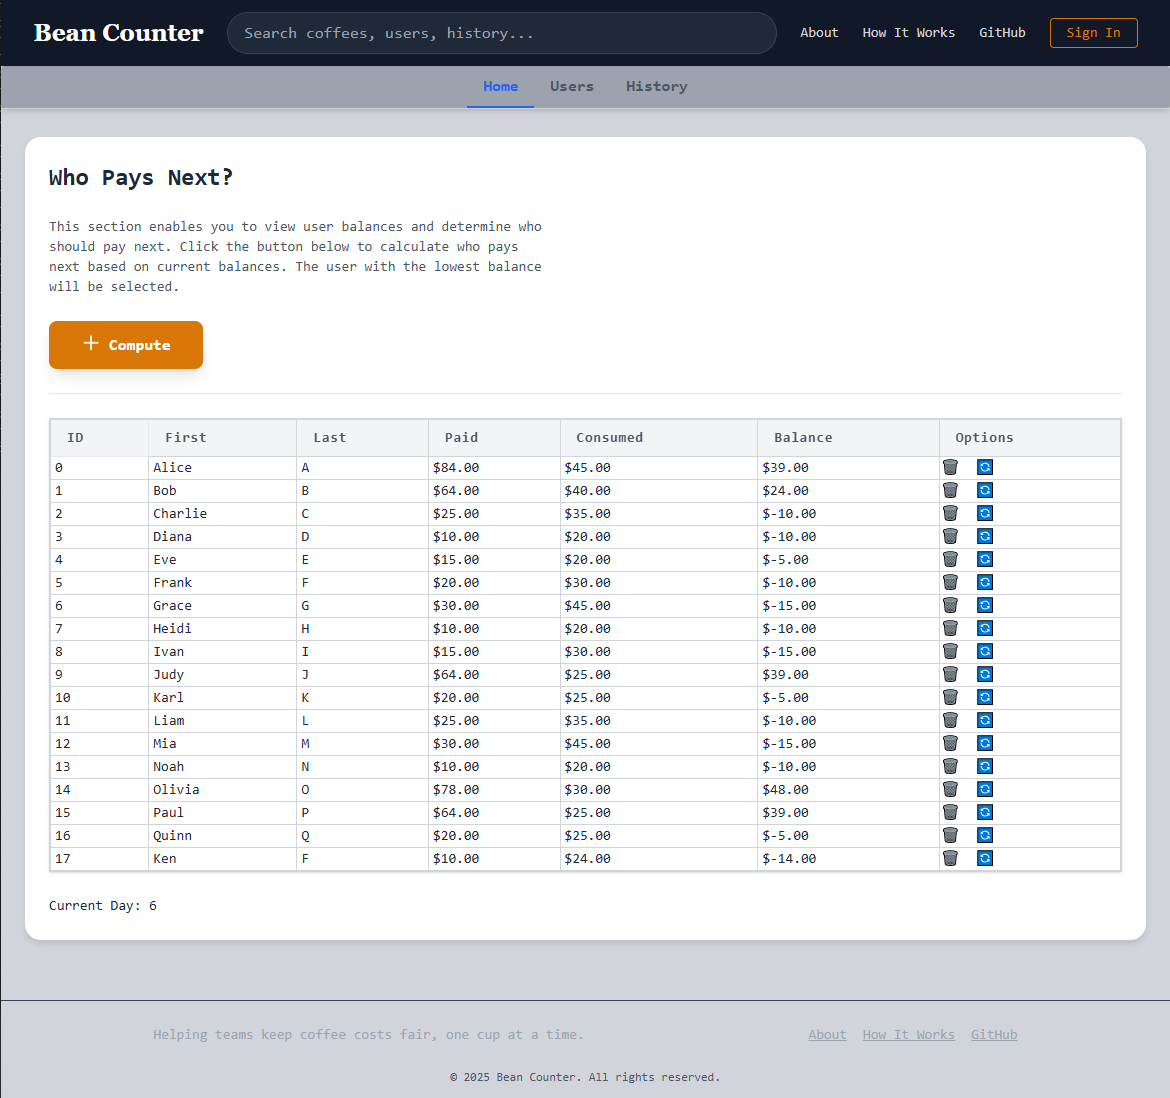 Bean Counter Search coffees, users, history... About How It Works GitHub Sign In
Home Users History
Who Pays Next?
This section enables you to view user balances and determine who
should pay next. Click the button below to calculate who pays
next based on current balances. The user with the lowest balance
will be selected.
+ Compute
ID First Last Paid Consumed Balance Options
0 Alice A $84.00 $45.00 $39.00
1 Bob B $64.00 $40.00 $24.00
2 Charlie C $25.00 $35.00 $-10.00
3 Diana D $10.00 $20.00 $-10.00
4 Eve E $15.00 $20.00 $-5.00
5 Frank F $20.00 $30.00 $-10.00
6 Grace G $30.00 $45.00 $-15.00
7 Heidi H $10.00 $20.00 $-10.00
8 Ivan I $15.00 $30.00 $-15.00
9 Judy J $64.00 $25.00 $39.00
10 Karl K $20.00 $25.00 $-5.00
11 Liam L $25.00 $35.00 $-10.00
12 Mia M $30.00 $45.00 $-15.00
13 Noah N $10.00 $20.00 $-10.00
14 Olivia O $78.00 $30.00 $48.00
15 Paul P $64.00 $25.00 $39.00
16 Quinn Q $20.00 $25.00 $-5.00
17 Ken F $10.00 $24.00 $-14.00
Current Day: 6
Helping teams keep coffee costs fair, one cup at a time. About How It Works GitHub
© 2025 Bean Counter. All rights reserved.